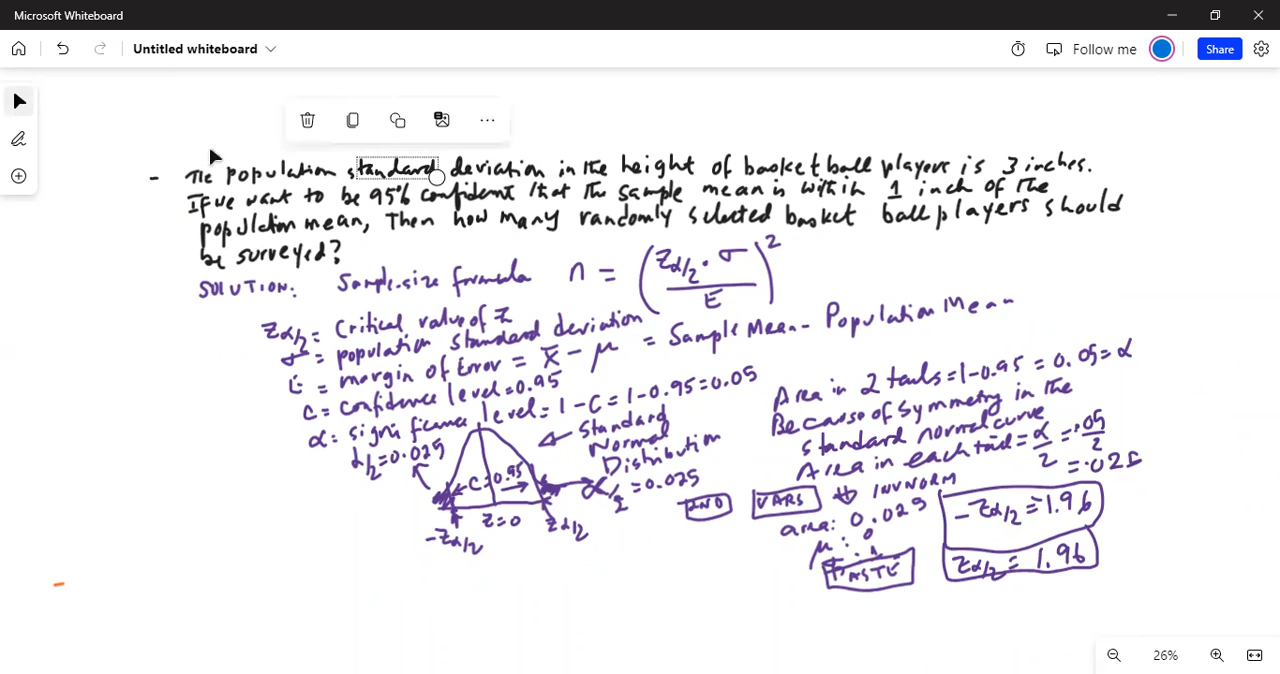 Microsoft Whiteboard
Untitled whiteboard
Follow me
Share
- The population standard deviation in the height of basketball players is 3 inches.
If we want to be 95% confident that the sample mean is within 1 inch of the
population mean, Then how many randomly selected basket ball players should
be surveyed?
SOLUTION: Sample-size formula n = (Zα/2 · σ / E)²
Zα/2 = Critical value of Z
σ = population standard deviation
E = margin of Error = x̄ - μ = Sample Mean - Population Mean
C = confidence level = 0.95
α = significance level = 1 - C = 1 - 0.95 = 0.05
α/2 = 0.025
C = 0.95
-Zα/2
Z = 0
Zα/2
α/2 = 0.025
Standard
Normal
Distribution
Area in 2 tails = 1 - 0.95 = 0.05 = α
Because of Symmetry in the
standard normal curve
Area in each tail = α/2 = .05/2
= .025
2ND VARS ↓ INVNORM
area: 0.025
μ: 0
σ: 1
PASTE
-Zα/2 = -1.96
Zα/2 = 1.96
26%